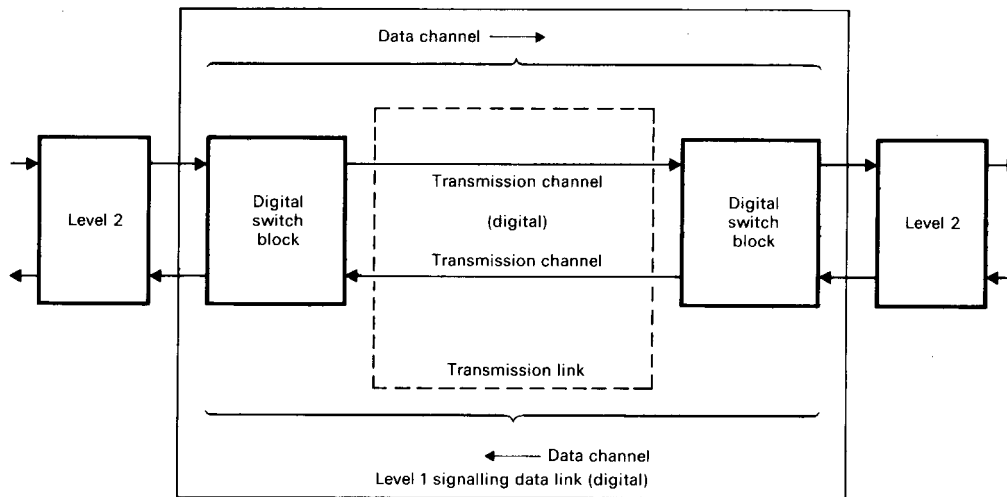 Data channel
Level 2
Digital
switch
block
Transmission channel
(digital)
Transmission channel
Transmission link
Digital
switch
block
Level 2
Data channel
Level 1 signalling data link (digital)